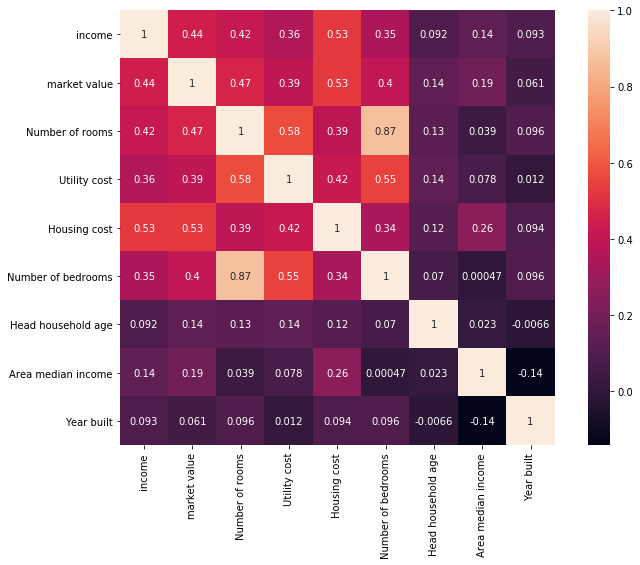 1.0
income 1 0.44 0.42 0.36 0.53 0.35 0.092 0.14 0.093
market value 0.44 1 0.47 0.39 0.53 0.4 0.14 0.19 0.061
0.8
Number of rooms 0.42 0.47 1 0.58 0.39 0.87 0.13 0.039 0.096
0.6
Utility cost 0.36 0.39 0.58 1 0.42 0.55 0.14 0.078 0.012
Housing cost 0.53 0.53 0.39 0.42 1 0.34 0.12 0.26 0.094
0.4
Number of bedrooms 0.35 0.4 0.87 0.55 0.34 1 0.07 0.00047 0.096
0.2
Head household age 0.092 0.14 0.13 0.14 0.12 0.07 1 0.023 -0.0066
Area median income 0.14 0.19 0.039 0.078 0.26 0.00047 0.023 1 -0.14
0.0
Year built 0.093 0.061 0.096 0.012 0.094 0.096 -0.0066 -0.14 1
income
market value
Number of rooms
Utility cost
Housing cost
Number of bedrooms
Head household age
Area median income
Year built